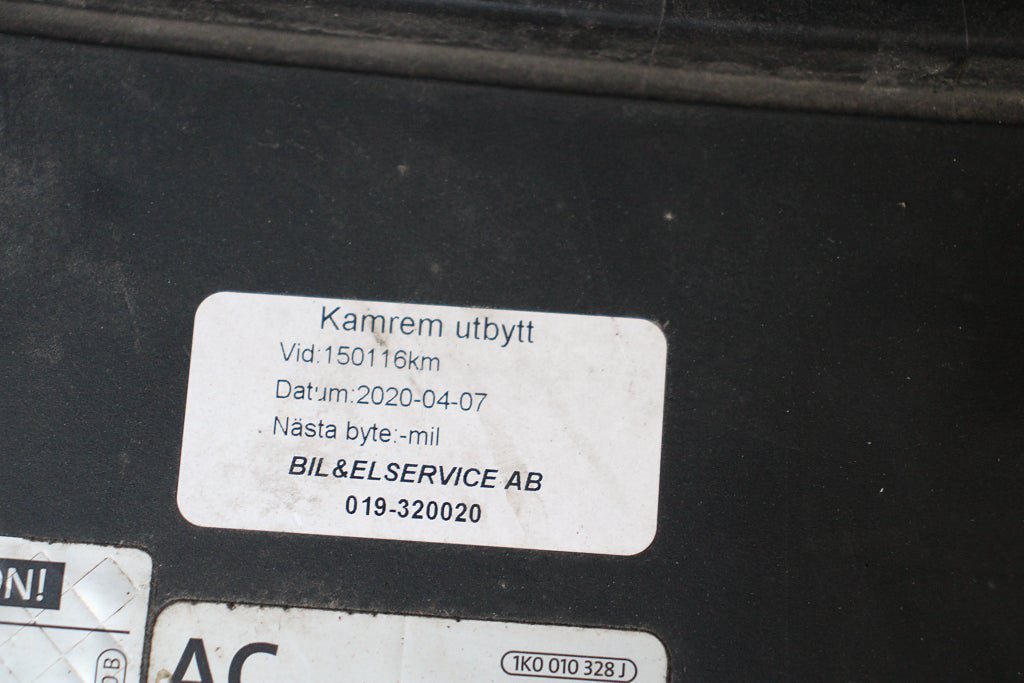 Kamrem utbytt
Vid:150116km
Datum:2020-04-07
Nästa byte:-mil
BIL&ELSERVICE AB
019-320020
N!
AC
1K0 010 328 J